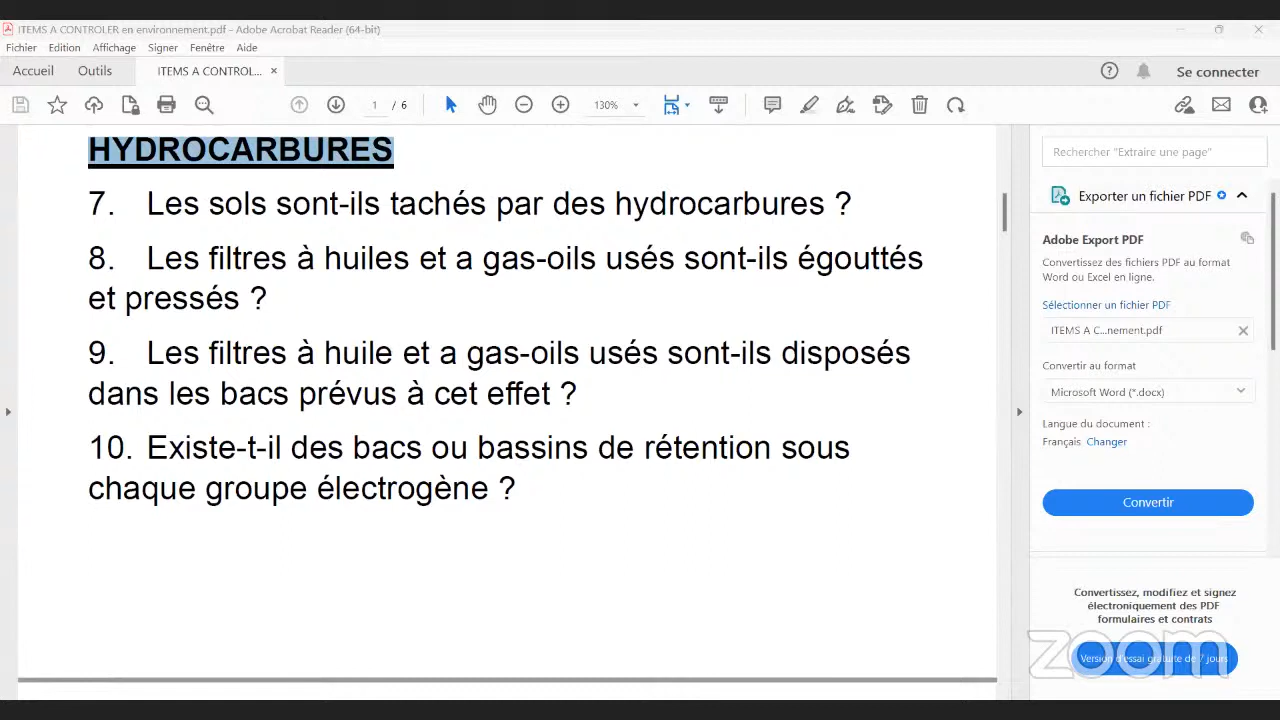 ITEMS A CONTROLER en environnement.pdf - Adobe Acrobat Reader (64-bit)
Fichier Edition Affichage Signer Fenêtre Aide
Accueil Outils ITEMS A CONTROL... × Se connecter
1 / 6 130%
HYDROCARBURES
7. Les sols sont-ils tachés par des hydrocarbures ?
8. Les filtres à huiles et a gas-oils usés sont-ils égouttés
et pressés ?
9. Les filtres à huile et a gas-oils usés sont-ils disposés
dans les bacs prévus à cet effet ?
10. Existe-t-il des bacs ou bassins de rétention sous
chaque groupe électrogène ?
Rechercher "Extraire une page"
Exporter un fichier PDF
Adobe Export PDF
Convertissez des fichiers PDF au format
Word ou Excel en ligne.
Sélectionner un fichier PDF
ITEMS A C...nement.pdf
Convertir au format
Microsoft Word (*.docx)
Langue du document :
Français Changer
Convertir
Convertissez, modifiez et signez
électroniquement des PDF
formulaires et contrats
Version d'essai gratuite de 7 jours
zoom